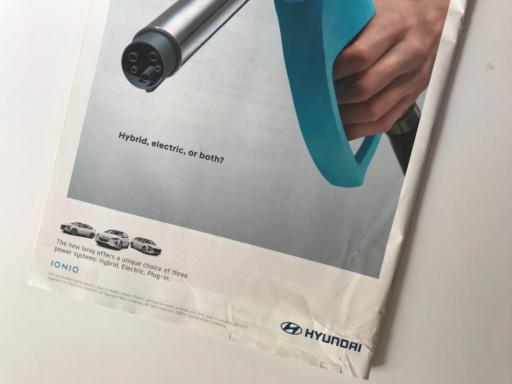 Hybrid, electric, or both?
The new Ioniq offers a unique choice of three
power systems: Hybrid, Electric, Plug-in.
IONIQ
HYUNDAI